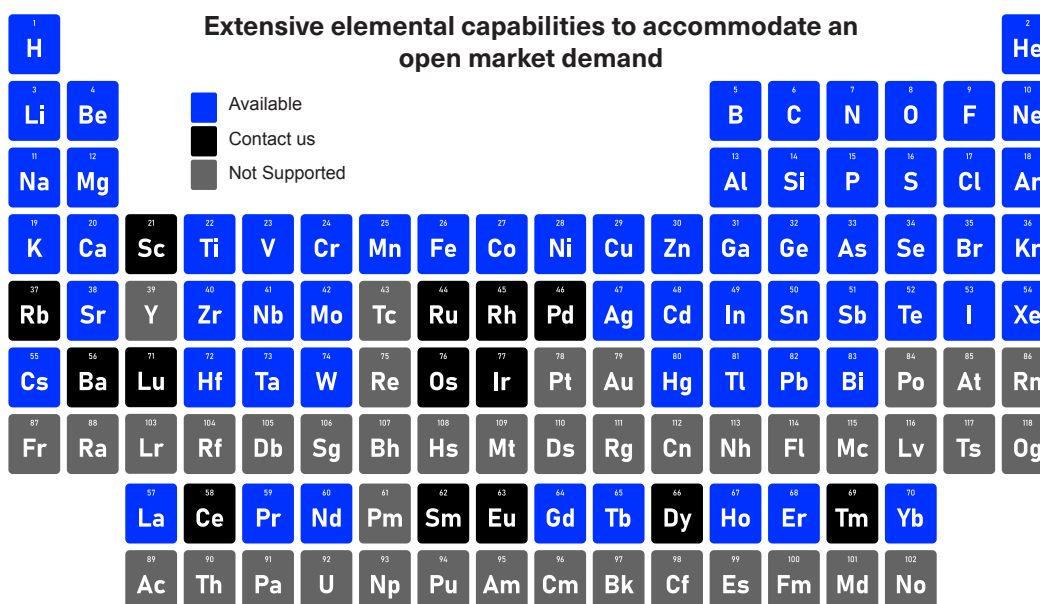 Extensive elemental capabilities to accommodate an
open market demand
Available
Contact us
Not Supported
1 2
H He
3 4 5 6 7 8 9 10
Li Be B C N O F Ne
11 12 13 14 15 16 17 18
Na Mg Al Si P S Cl Ar
19 20 21 22 23 24 25 26 27 28 29 30 31 32 33 34 35 36
K Ca Sc Ti V Cr Mn Fe Co Ni Cu Zn Ga Ge As Se Br Kr
37 38 39 40 41 42 43 44 45 46 47 48 49 50 51 52 53 54
Rb Sr Y Zr Nb Mo Tc Ru Rh Pd Ag Cd In Sn Sb Te I Xe
55 56 71 72 73 74 75 76 77 78 79 80 81 82 83 84 85 86
Cs Ba Lu Hf Ta W Re Os Ir Pt Au Hg Tl Pb Bi Po At Rn
87 88 103 104 105 106 107 108 109 110 111 112 113 114 115 116 117 118
Fr Ra Lr Rf Db Sg Bh Hs Mt Ds Rg Cn Nh Fl Mc Lv Ts Og
57 58 59 60 61 62 63 64 65 66 67 68 69 70
La Ce Pr Nd Pm Sm Eu Gd Tb Dy Ho Er Tm Yb
89 90 91 92 93 94 95 96 97 98 99 100 101 102
Ac Th Pa U Np Pu Am Cm Bk Cf Es Fm Md No